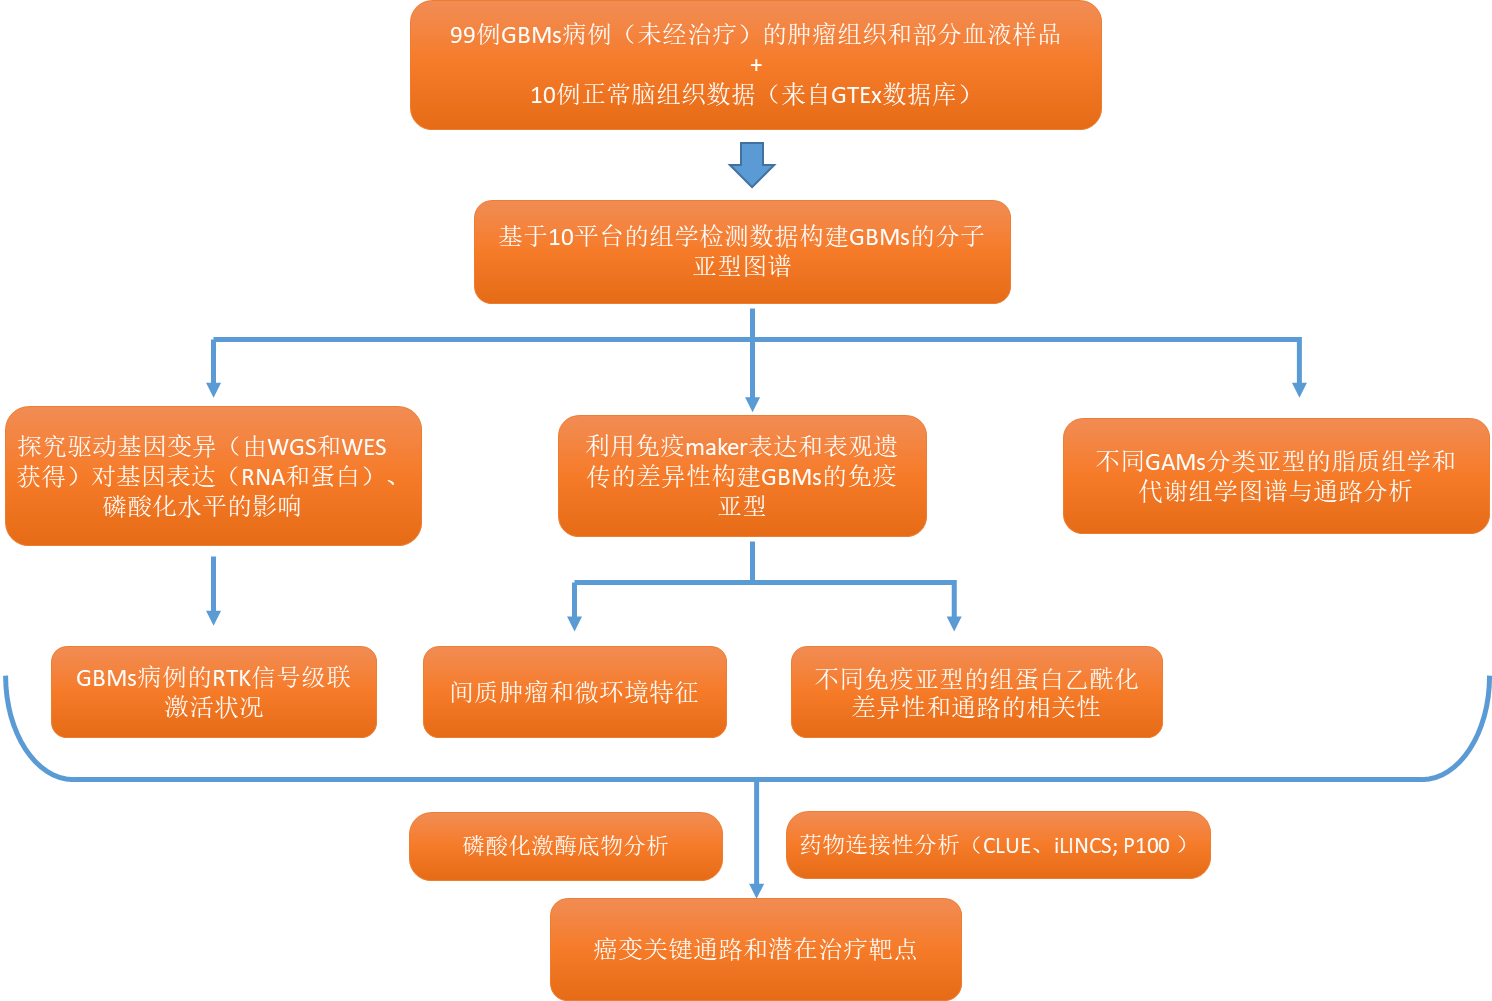 99例GBMs病例（未经治疗）的肿瘤组织和部分血液样品
+
10例正常脑组织数据（来自GTEx数据库）
基于10平台的组学检测数据构建GBMs的分子
亚型图谱
探究驱动基因变异（由WGS和WES
获得）对基因表达（RNA和蛋白）、
磷酸化水平的影响
利用免疫maker表达和表观遗
传的差异性构建GBMs的免疫
亚型
不同GAMs分类亚型的脂质组学和
代谢组学图谱与通路分析
GBMs病例的RTK信号级联
激活状况
间质肿瘤和微环境特征
不同免疫亚型的组蛋白乙酰化
差异性和通路的相关性
磷酸化激酶底物分析
药物连接性分析（CLUE、iLINCS; P100 ）
癌变关键通路和潜在治疗靶点